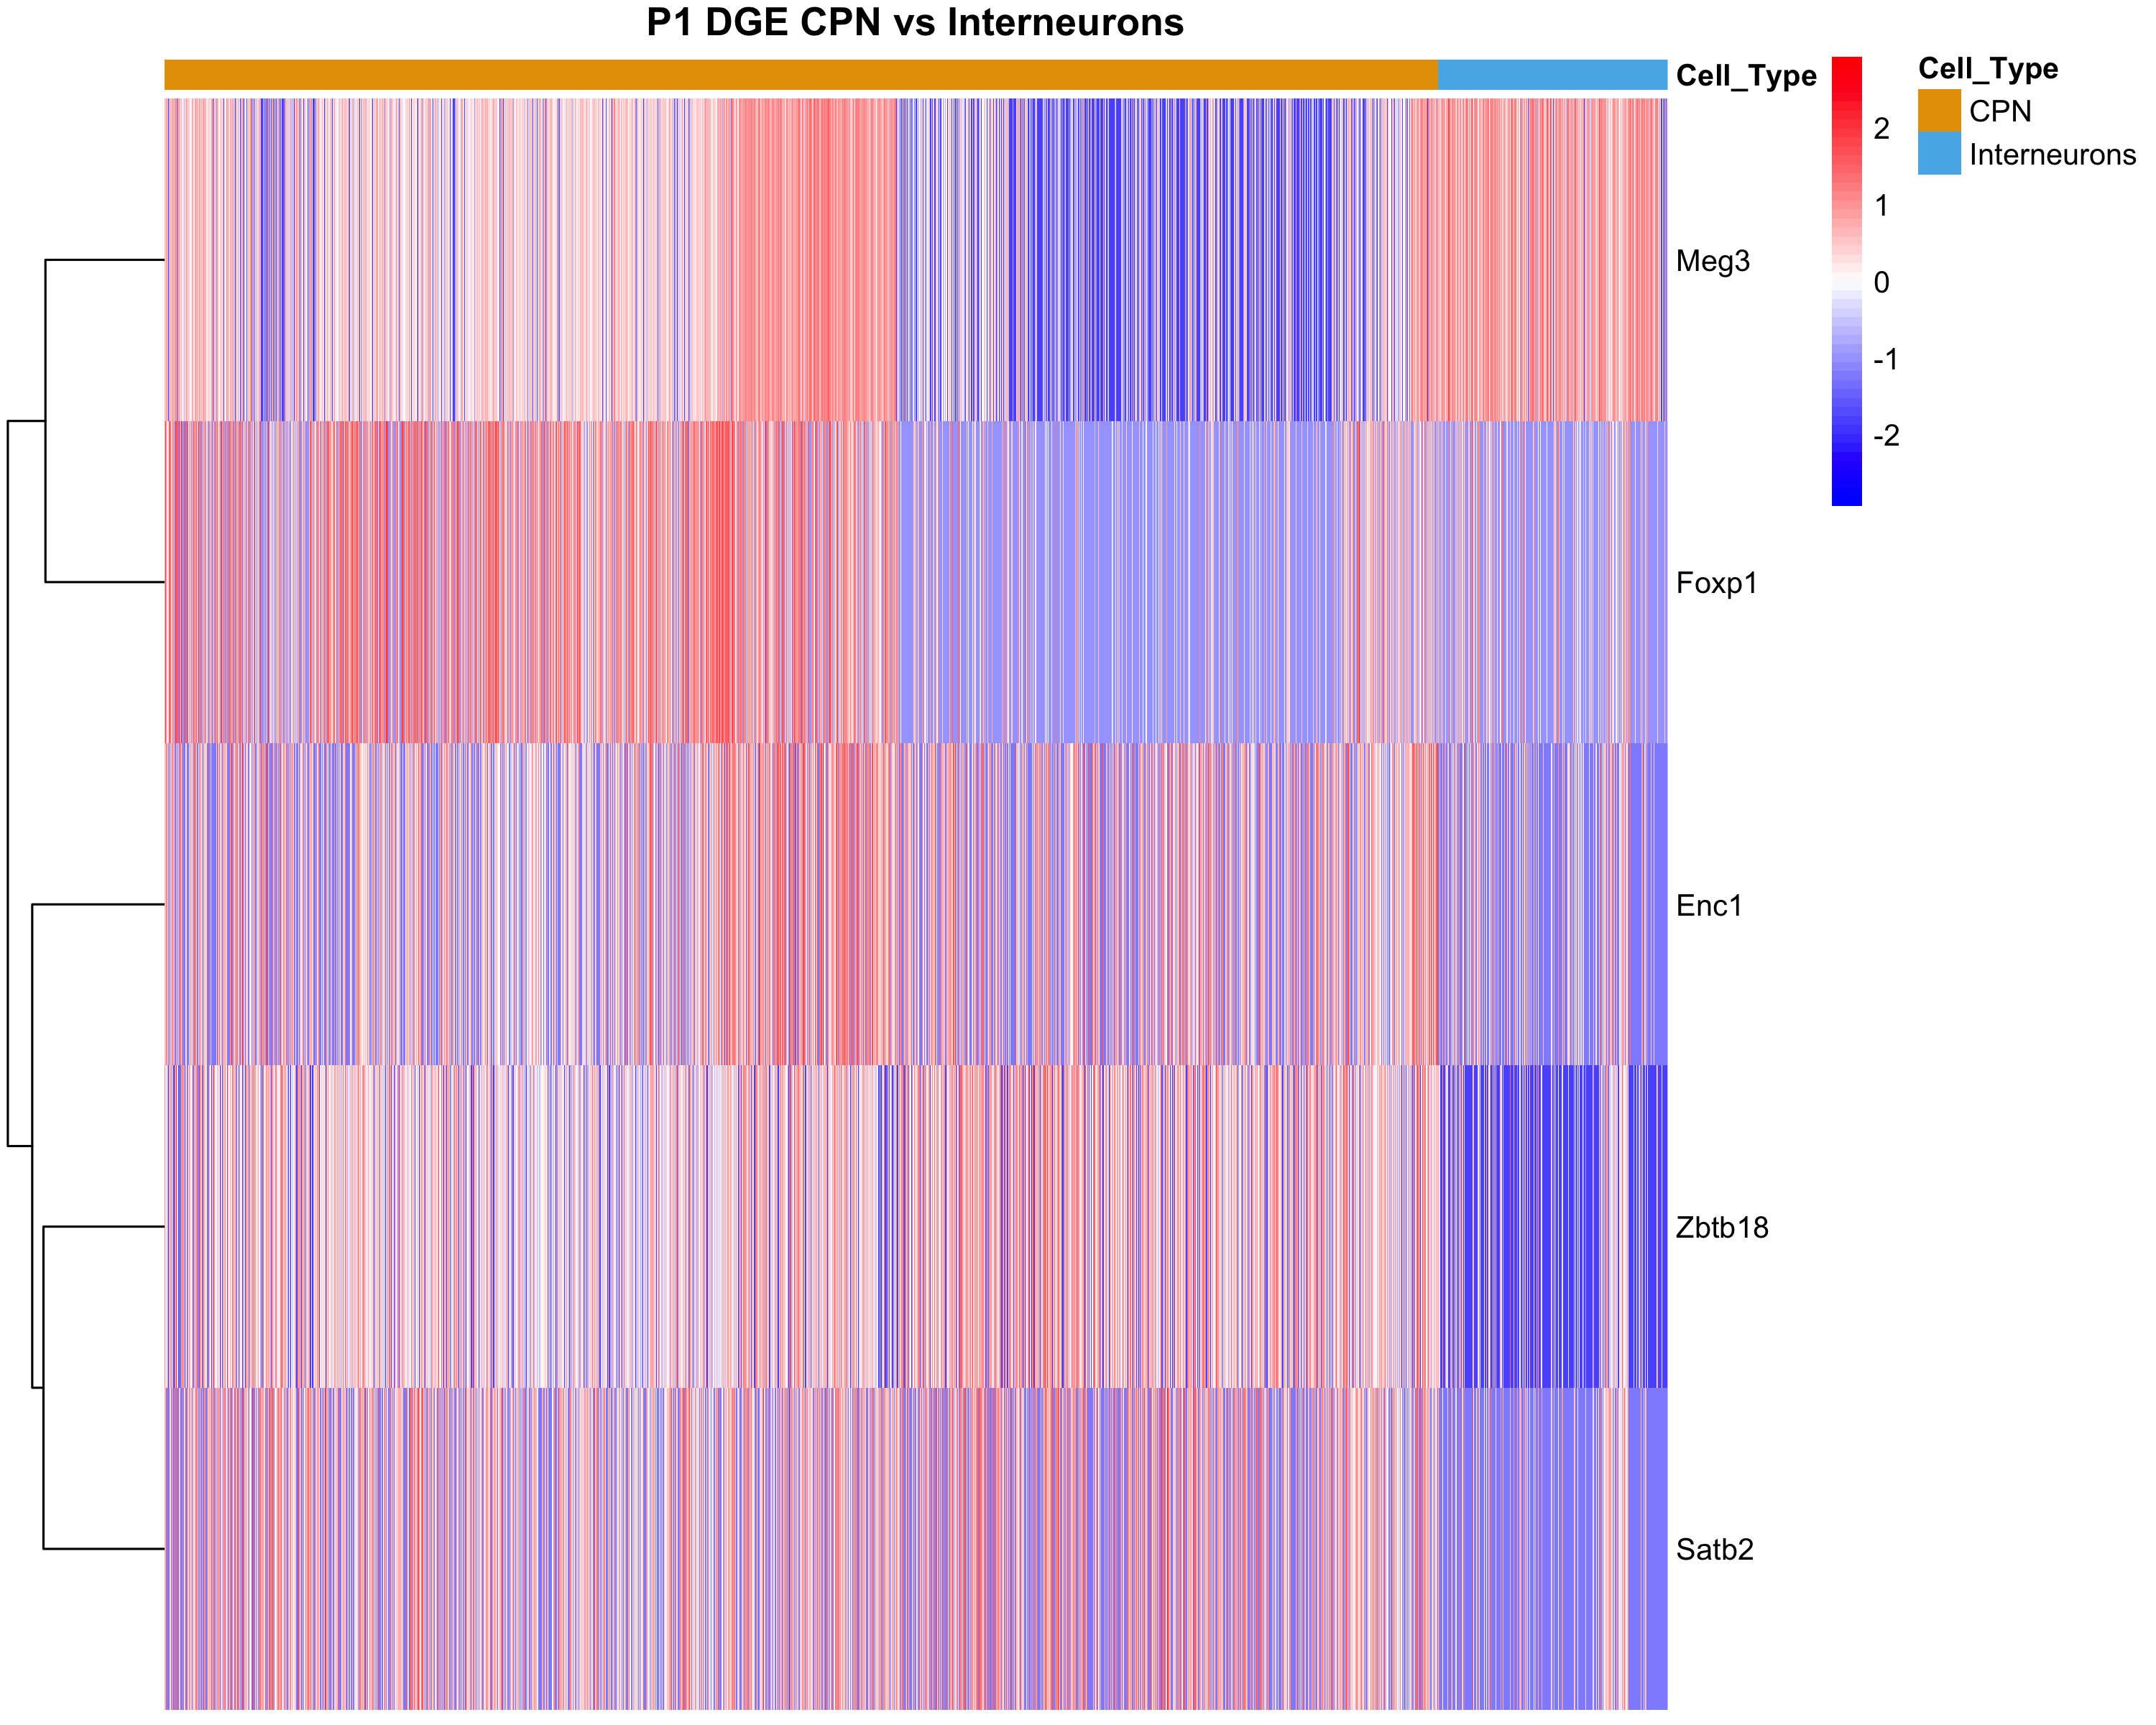 P1 DGE CPN vs Interneurons
Cell_Type
Cell_Type
CPN
Interneurons
2
1
0
-1
-2
Meg3
Foxp1
Enc1
Zbtb18
Satb2